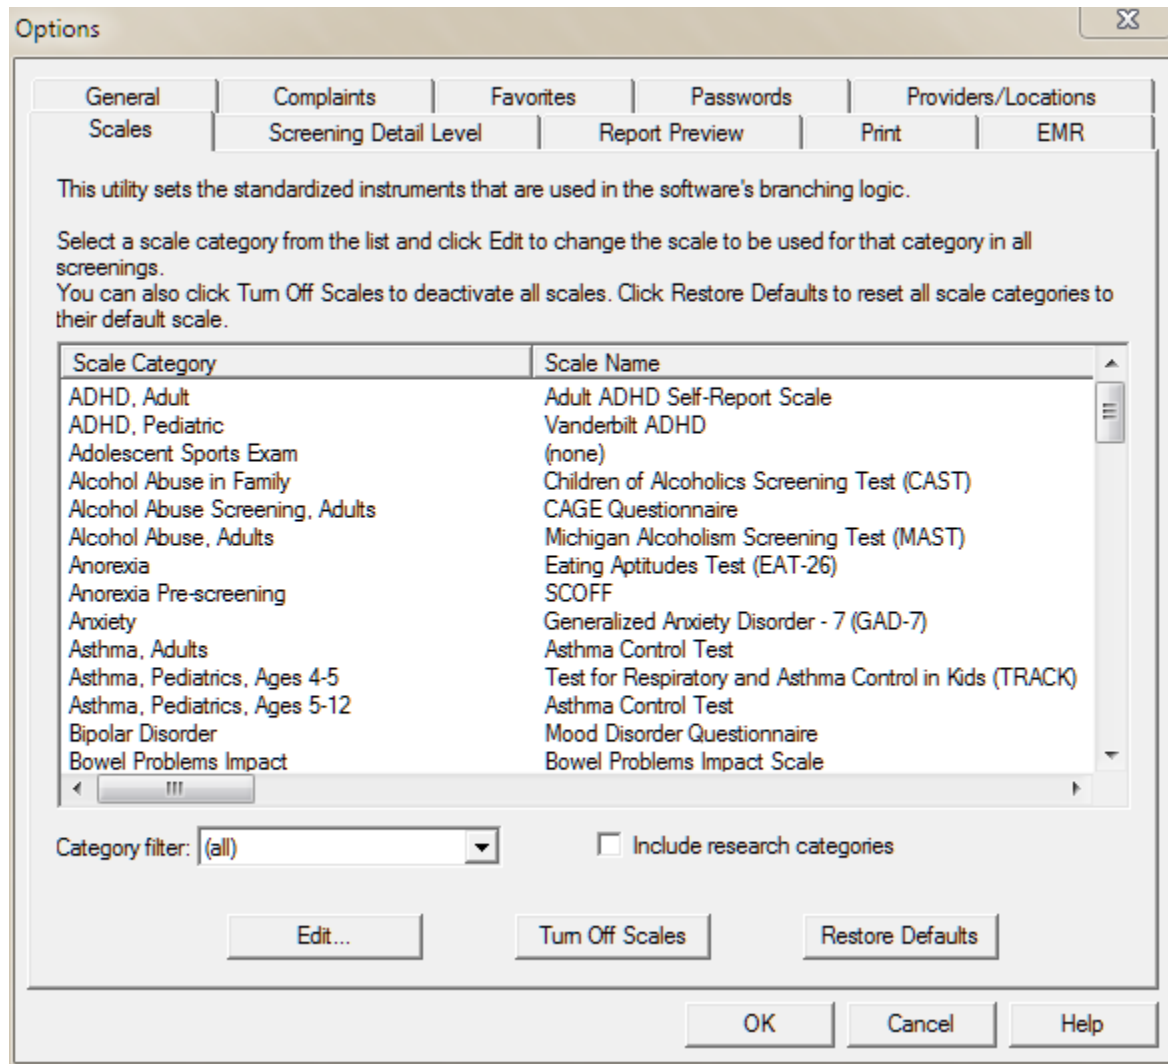 Options
General Complaints Favorites Passwords Providers/Locations
Scales Screening Detail Level Report Preview Print EMR
This utility sets the standardized instruments that are used in the software's branching logic.
Select a scale category from the list and click Edit to change the scale to be used for that category in all
screenings.
You can also click Turn Off Scales to deactivate all scales. Click Restore Defaults to reset all scale categories to
their default scale.
Scale Category Scale Name
ADHD, Adult Adult ADHD Self-Report Scale
ADHD, Pediatric Vanderbilt ADHD
Adolescent Sports Exam (none)
Alcohol Abuse in Family Children of Alcoholics Screening Test (CAST)
Alcohol Abuse Screening, Adults CAGE Questionnaire
Alcohol Abuse, Adults Michigan Alcoholism Screening Test (MAST)
Anorexia Eating Aptitudes Test (EAT-26)
Anorexia Pre-screening SCOFF
Anxiety Generalized Anxiety Disorder - 7 (GAD-7)
Asthma, Adults Asthma Control Test
Asthma, Pediatrics, Ages 4-5 Test for Respiratory and Asthma Control in Kids (TRACK)
Asthma, Pediatrics, Ages 5-12 Asthma Control Test
Bipolar Disorder Mood Disorder Questionnaire
Bowel Problems Impact Bowel Problems Impact Scale
Category filter: (all) Include research categories
Edit... Turn Off Scales Restore Defaults
OK Cancel Help